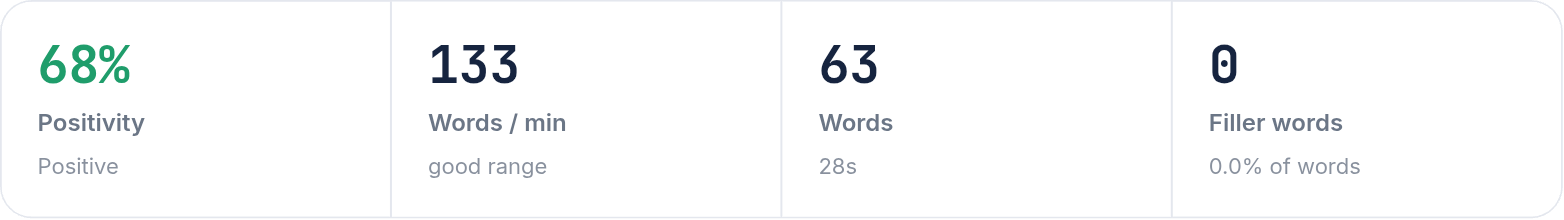 68%
Positivity
Positive
133
Words / min
good range
63
Words
28s
0
Filler words
0.0% of words